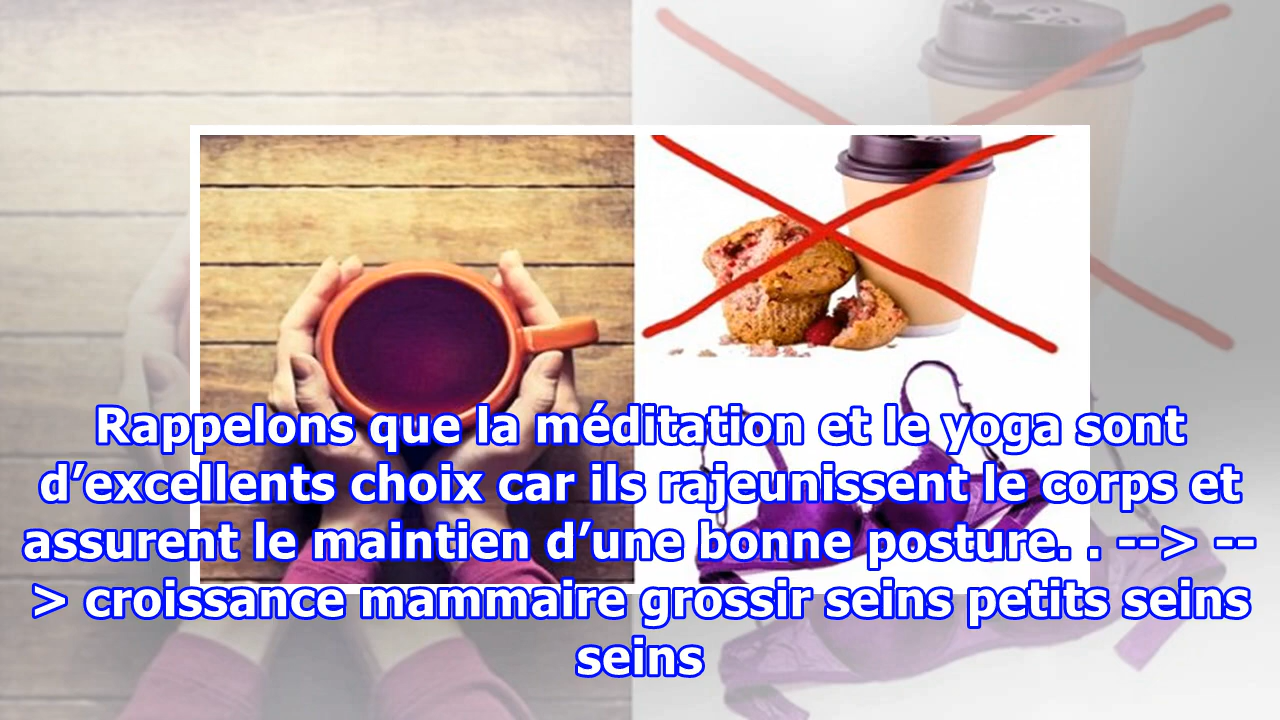 Rappelons que la méditation et le yoga sont
d’excellents choix car ils rajeunissent le corps et
assurent le maintien d’une bonne posture. . --> --
> croissance mammaire grossir seins petits seins
seins